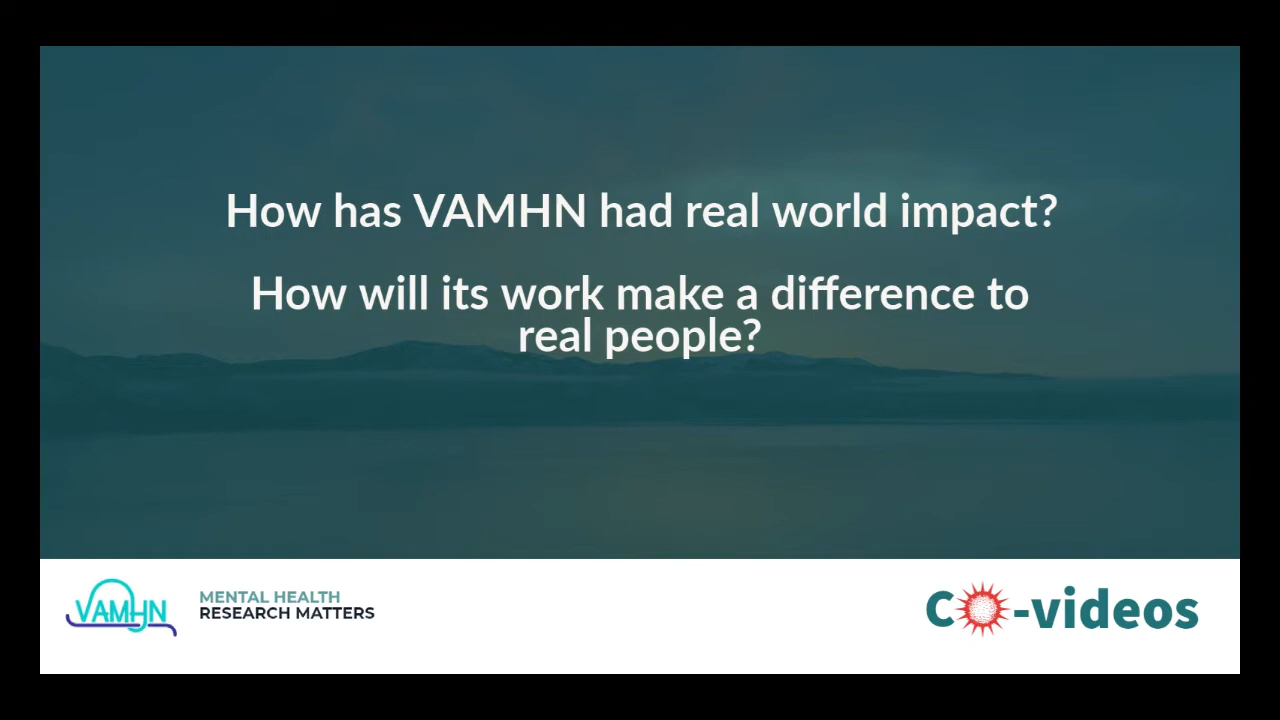 How has VAMHN had real world impact?
How will its work make a difference to
real people?
VAMHN
MENTAL HEALTH
RESEARCH MATTERS
CO-videos